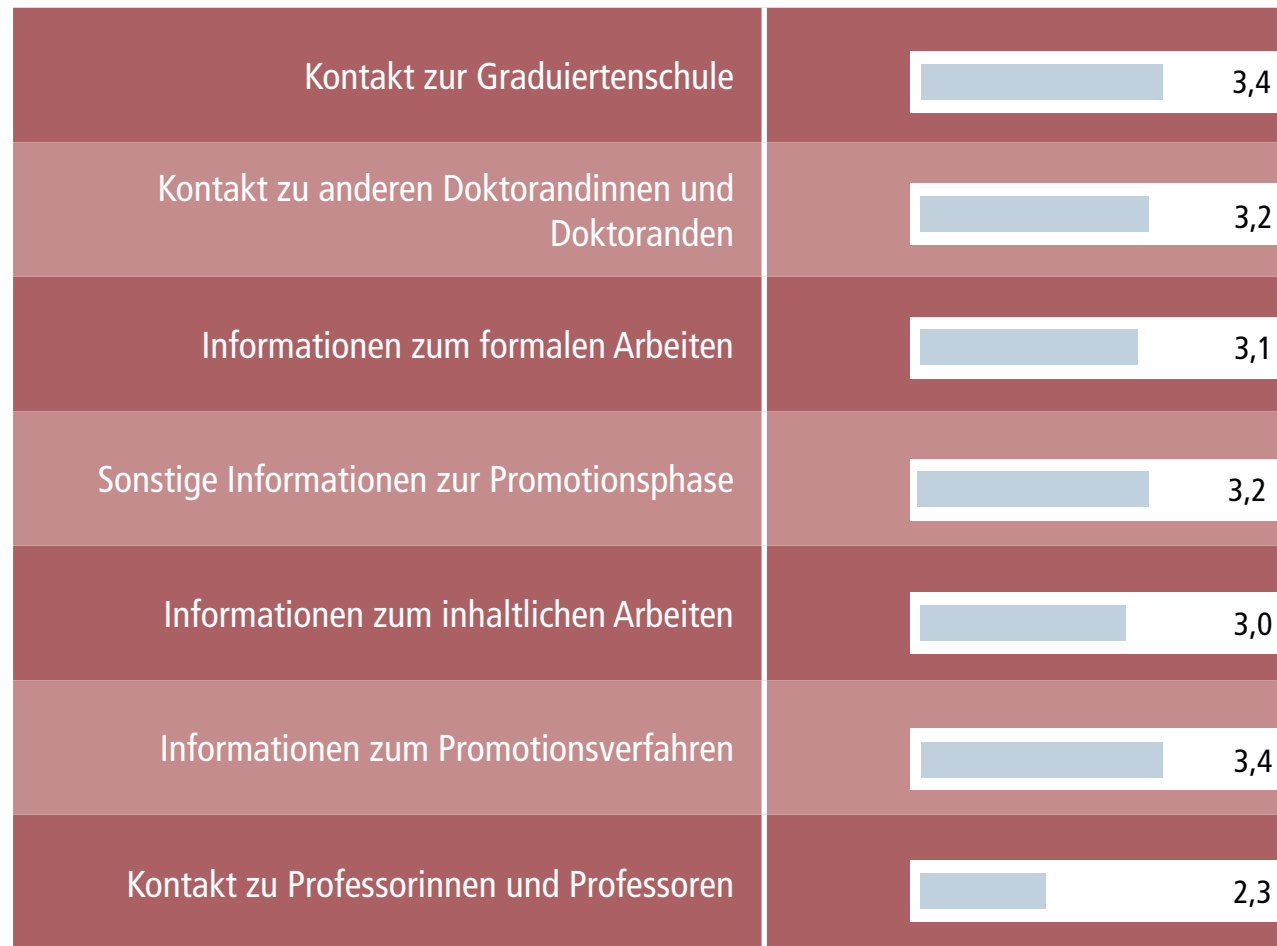 Kontakt zur Graduiertenschule
3,4
Kontakt zu anderen Doktorandinnen und
Doktoranden
3,2
Informationen zum formalen Arbeiten
3,1
Sonstige Informationen zur Promotionsphase
3,2
Informationen zum inhaltlichen Arbeiten
3,0
Informationen zum Promotionsverfahren
3,4
Kontakt zu Professorinnen und Professoren
2,3